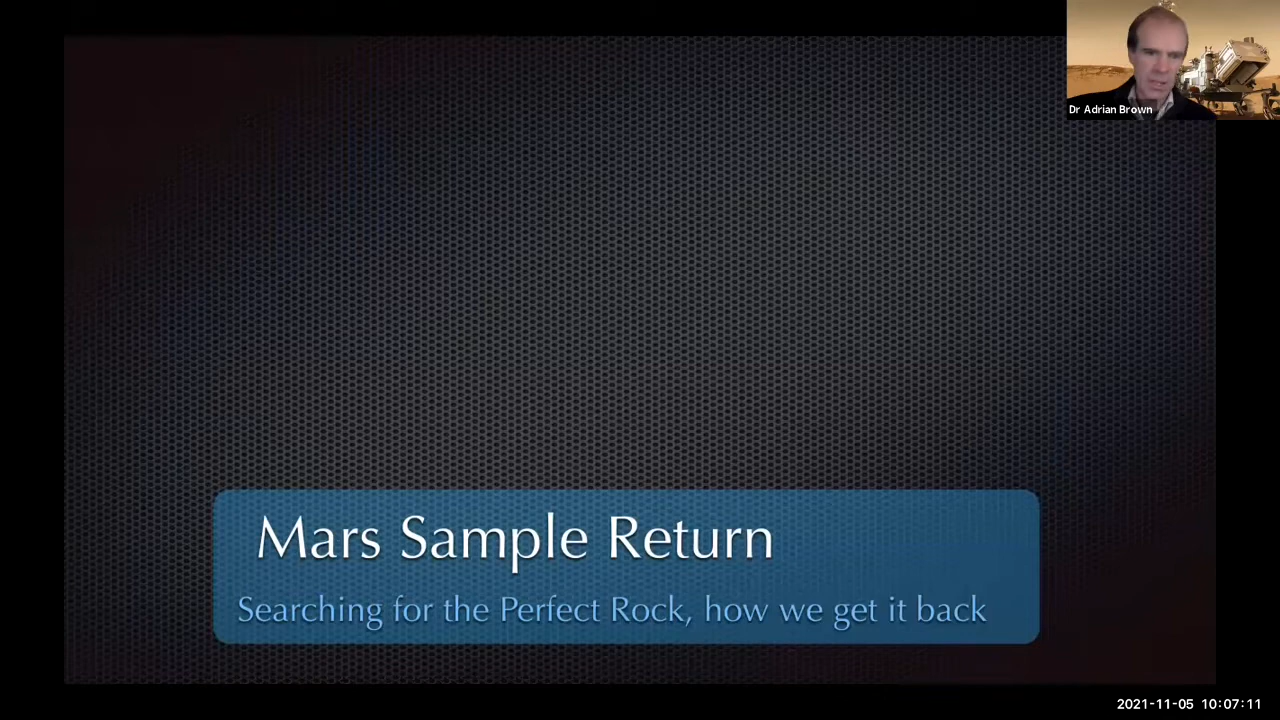 Dr Adrian Brown
Mars Sample Return
Searching for the Perfect Rock, how we get it back
2021-11-05 10:07:11